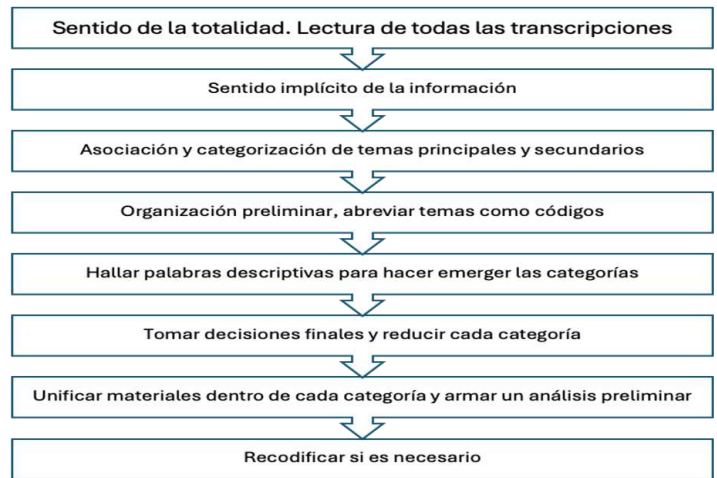 Sentido de la totalidad. Lectura de todas las transcripciones
Sentido implícito de la información
Asociación y categorización de temas principales y secundarios
Organización preliminar, abreviar temas como códigos
Hallar palabras descriptivas para hacer emerger las categorías
Tomar decisiones finales y reducir cada categoría
Unificar materiales dentro de cada categoría y armar un análisis preliminar
Recodificar si es necesario